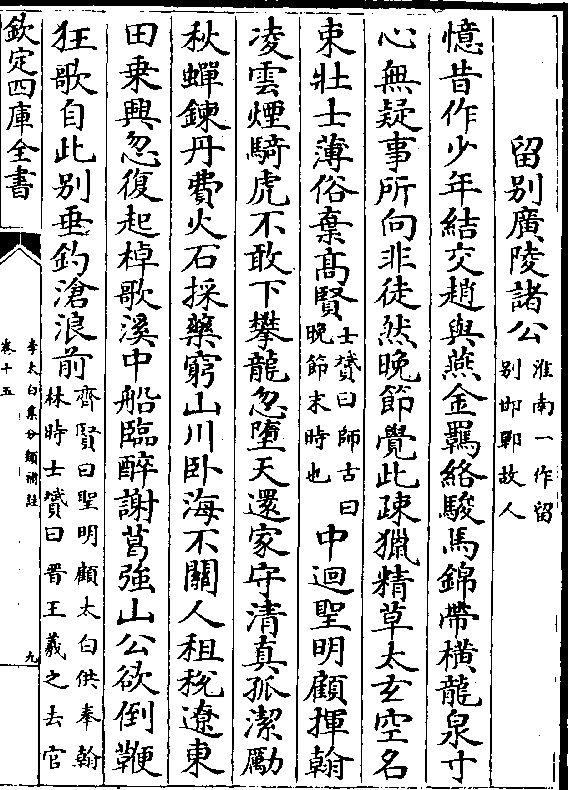 留别廣陵諸公淮南一作留别邯鄲故人
憶昔作少年結交趙與燕金羈絡駿馬錦帶横龍泉寸
心無疑事所向非徒然晩節覺此疎獵精草太玄空名
束壯士薄俗棄髙賢士贇曰師古曰晩節末時也中迴聖明顧揮翰
凌雲煙騎虎不敢下攀龍忽墮天還家守清真孤潔勵
秋蟬鍊丹費火石採藥窮山川卧海不關人租税遼東
田乗興忽復起棹歌溪中船臨醉謝葛強山公欲倒鞭
狂歌自此别垂釣滄浪前齊賢曰聖明顧太白供奉翰林時士贇曰晋王羲之去官
欽定四庫全書
李太白集分類補註
卷十五
九